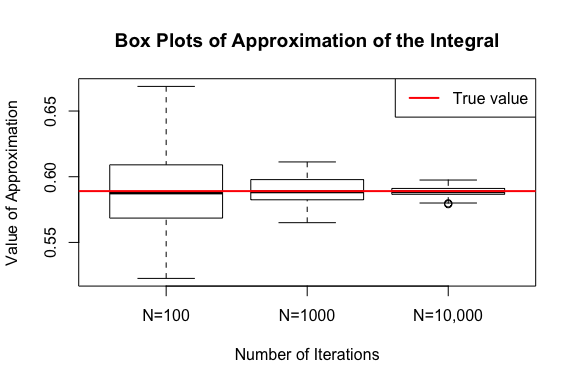 Box Plots of Approximation of the Integral
True value
Value of Approximation
0.65
0.60
0.55
N=100 N=1000 N=10,000
Number of Iterations